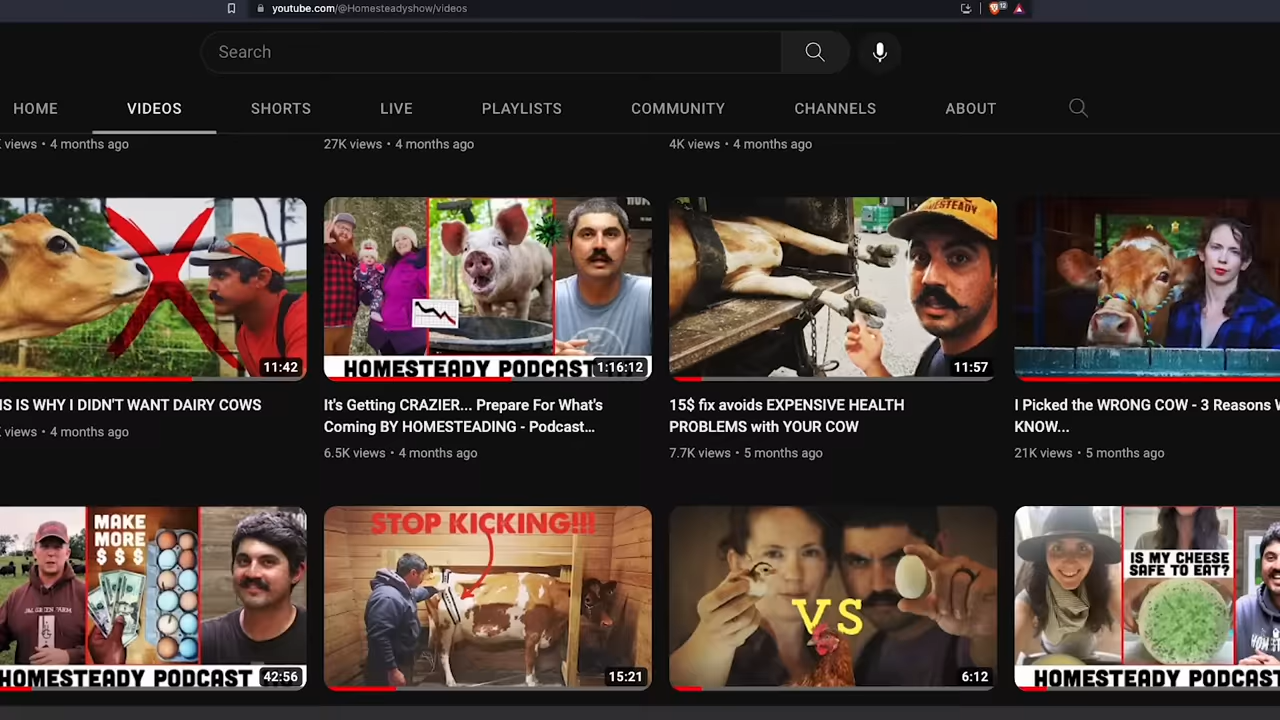 youtube.com/@Homesteadyshow/videos
12
Search
HOME VIDEOS SHORTS LIVE PLAYLISTS COMMUNITY CHANNELS ABOUT
views • 4 months ago
27K views • 4 months ago
4K views • 4 months ago
HOMESTEADY
11:42
HOMESTEADY PODCAST
1:16:12
11:57
IS IS WHY I DIDN'T WANT DAIRY COWS
views • 4 months ago
It's Getting CRAZIER... Prepare For What's
Coming BY HOMESTEADING - Podcast...
6.5K views • 4 months ago
15$ fix avoids EXPENSIVE HEALTH
PROBLEMS with YOUR COW
7.7K views • 5 months ago
I Picked the WRONG COW - 3 Reasons
KNOW...
21K views • 5 months ago
MAKE
MORE
$ $ $
HOMESTEADY PODCAST
42:56
STOP KICKING!!!
15:21
VS
6:12
IS MY CHEESE
SAFE TO EAT?
HOMESTEADY PODCAST